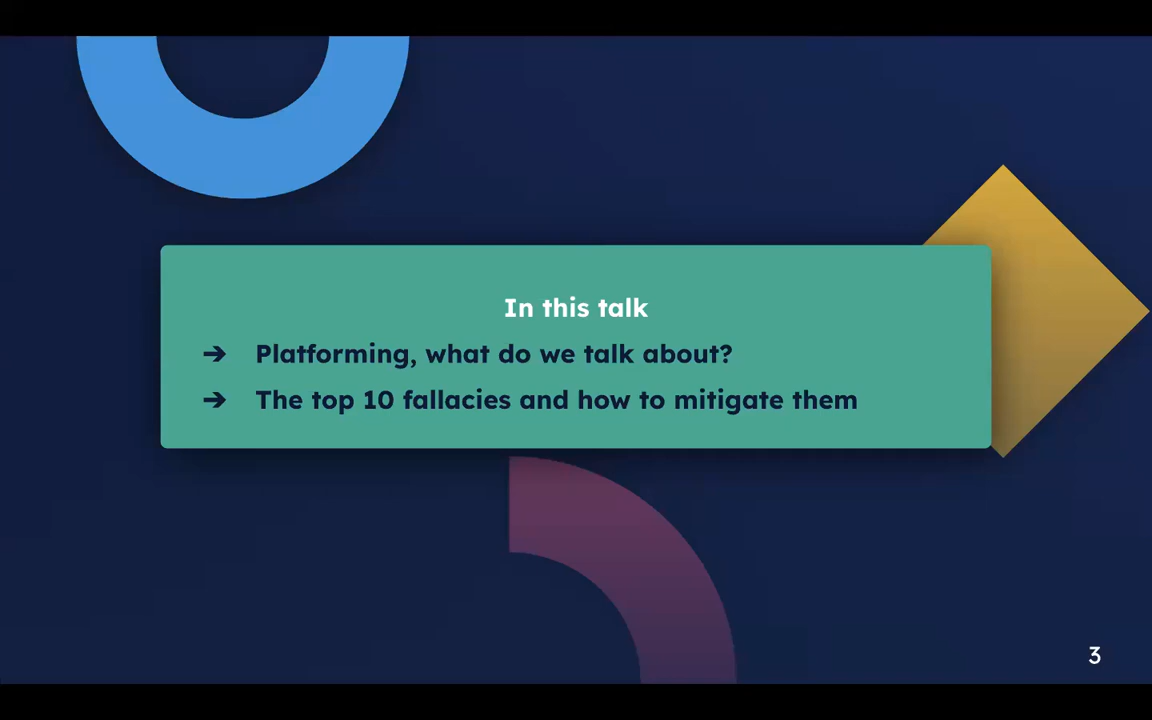 In this talk
➔ Platforming, what do we talk about?
➔ The top 10 fallacies and how to mitigate them
3